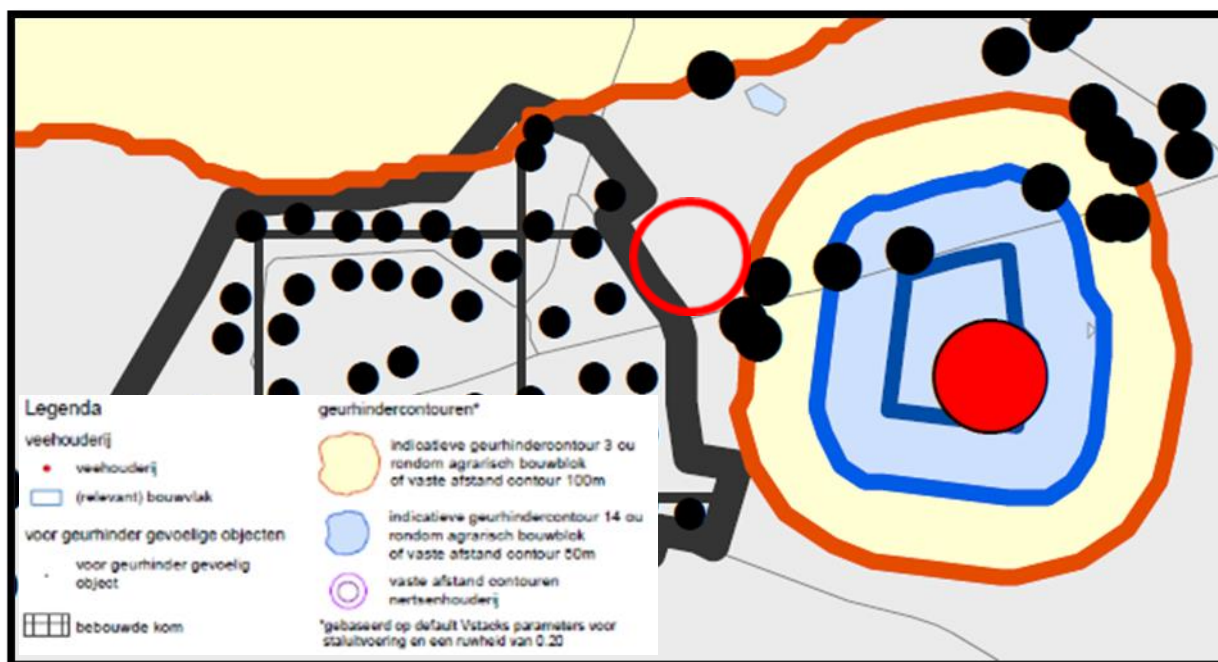 Legenda
veehouderij
veehouderij
(relevant) bouwvlak
voor geurhinder gevoelige objecten
voor geurhinder gevoelig
object
bebouwde kom
geurhindercontouren*
indicatieve geurhindercontour 3 ou
rondom agrarisch bouwblok
of vaste afstand contour 100m
indicatieve geurhindercontour 14 ou
rondom agrarisch bouwblok
of vaste afstand contour 50m
vaste afstand contouren
nertsenhouderij
*gebaseerd op default Vstacks parameters voor
staluitvoering en een ruwheid van 0.20